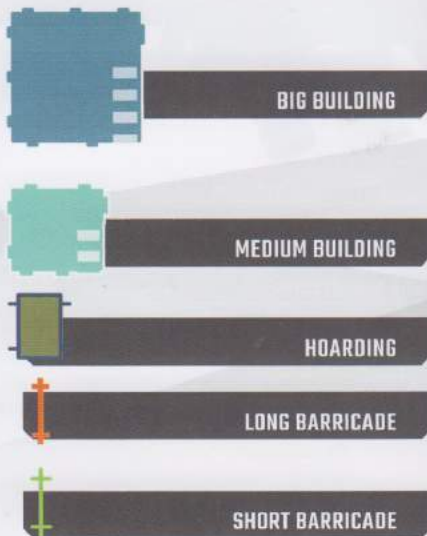 BIG BUILDING
MEDIUM BUILDING
HOARDING
LONG BARRICADE
SHORT BARRICADE